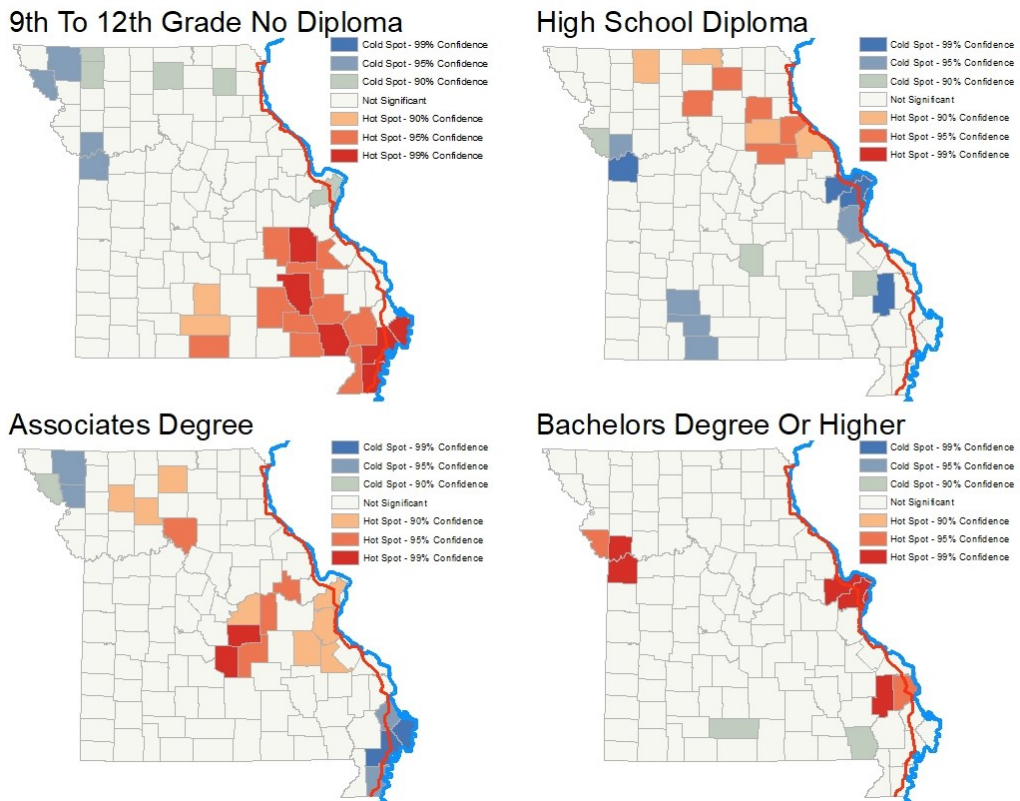 9th To 12th Grade No Diploma
Cold Spot - 99% Confidence
Cold Spot - 95% Confidence
Cold Spot - 90% Confidence
Not Significant
Hot Spot - 90% Confidence
Hot Spot - 95% Confidence
Hot Spot - 99% Confidence
High School Diploma
Cold Spot - 99% Confidence
Cold Spot - 95% Confidence
Cold Spot - 90% Confidence
Not Significant
Hot Spot - 90% Confidence
Hot Spot - 95% Confidence
Hot Spot - 99% Confidence
Associates Degree
Cold Spot - 99% Confidence
Cold Spot - 95% Confidence
Cold Spot - 90% Confidence
Not Significant
Hot Spot - 90% Confidence
Hot Spot - 95% Confidence
Hot Spot - 99% Confidence
Bachelors Degree Or Higher
Cold Spot - 99% Confidence
Cold Spot - 95% Confidence
Cold Spot - 90% Confidence
Not Significant
Hot Spot - 90% Confidence
Hot Spot - 95% Confidence
Hot Spot - 99% Confidence